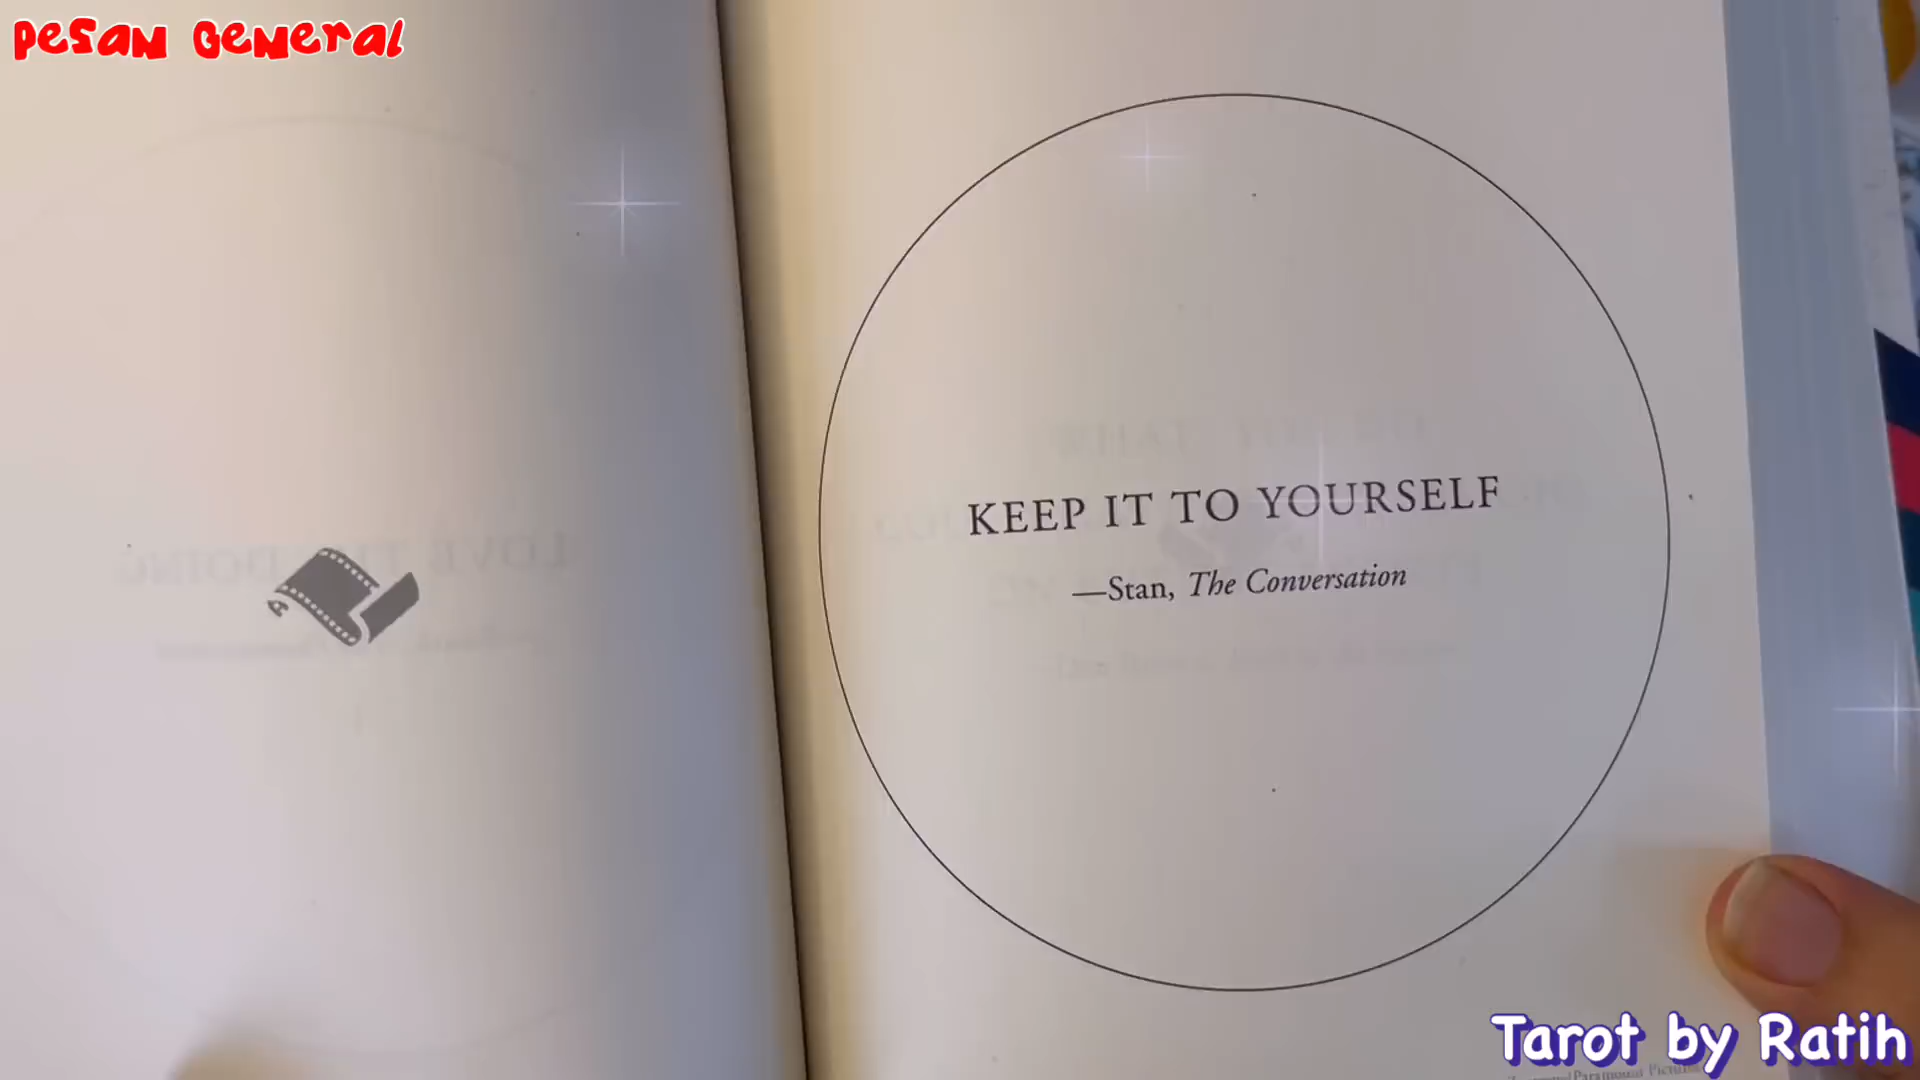 PESAN GENERAL
KEEP IT TO YOURSELF
—Stan, The Conversation
Tarot by Ratih